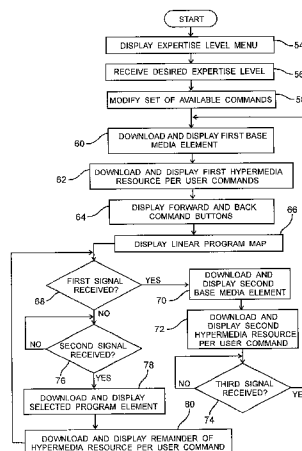 START
DISPLAY EXPERTISE LEVEL MENU
54
RECEIVE DESIRED EXPERTISE LEVEL
56
MODIFY SET OF AVAILABLE COMMANDS
58
60
DOWNLOAD AND DISPLAY FIRST BASE
MEDIA ELEMENT
62
DOWNLOAD AND DISPLAY FIRST HYPERMEDIA
RESOURCE PER USER COMMANDS
64
DISPLAY FORWARD AND BACK
COMMAND BUTTONS
66
DISPLAY LINEAR PROGRAM MAP
FIRST SIGNAL
RECEIVED?
68
YES
NO
DOWNLOAD AND
DISPLAY SECOND
BASE MEDIA ELEMENT
70
DOWNLOAD AND
DISPLAY SECOND
HYPERMEDIA RESOURCE
PER USER COMMAND
72
SECOND SIGNAL
RECEIVED?
NO
76
YES
78
NO
THIRD SIGNAL
RECEIVED?
YES
74
DOWNLOAD AND DISPLAY
SELECTED PROGRAM ELEMENT
80
DOWNLOAD AND DISPLAY REMAINDER OF
HYPERMEDIA RESOURCE PER USER COMMAND